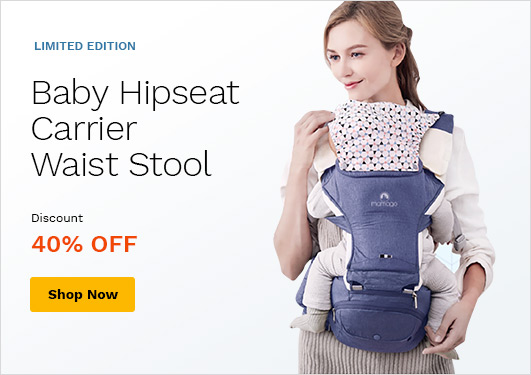 LIMITED EDITION
Baby Hipseat
Carrier
Waist Stool
Discount
40% OFF
Shop Now